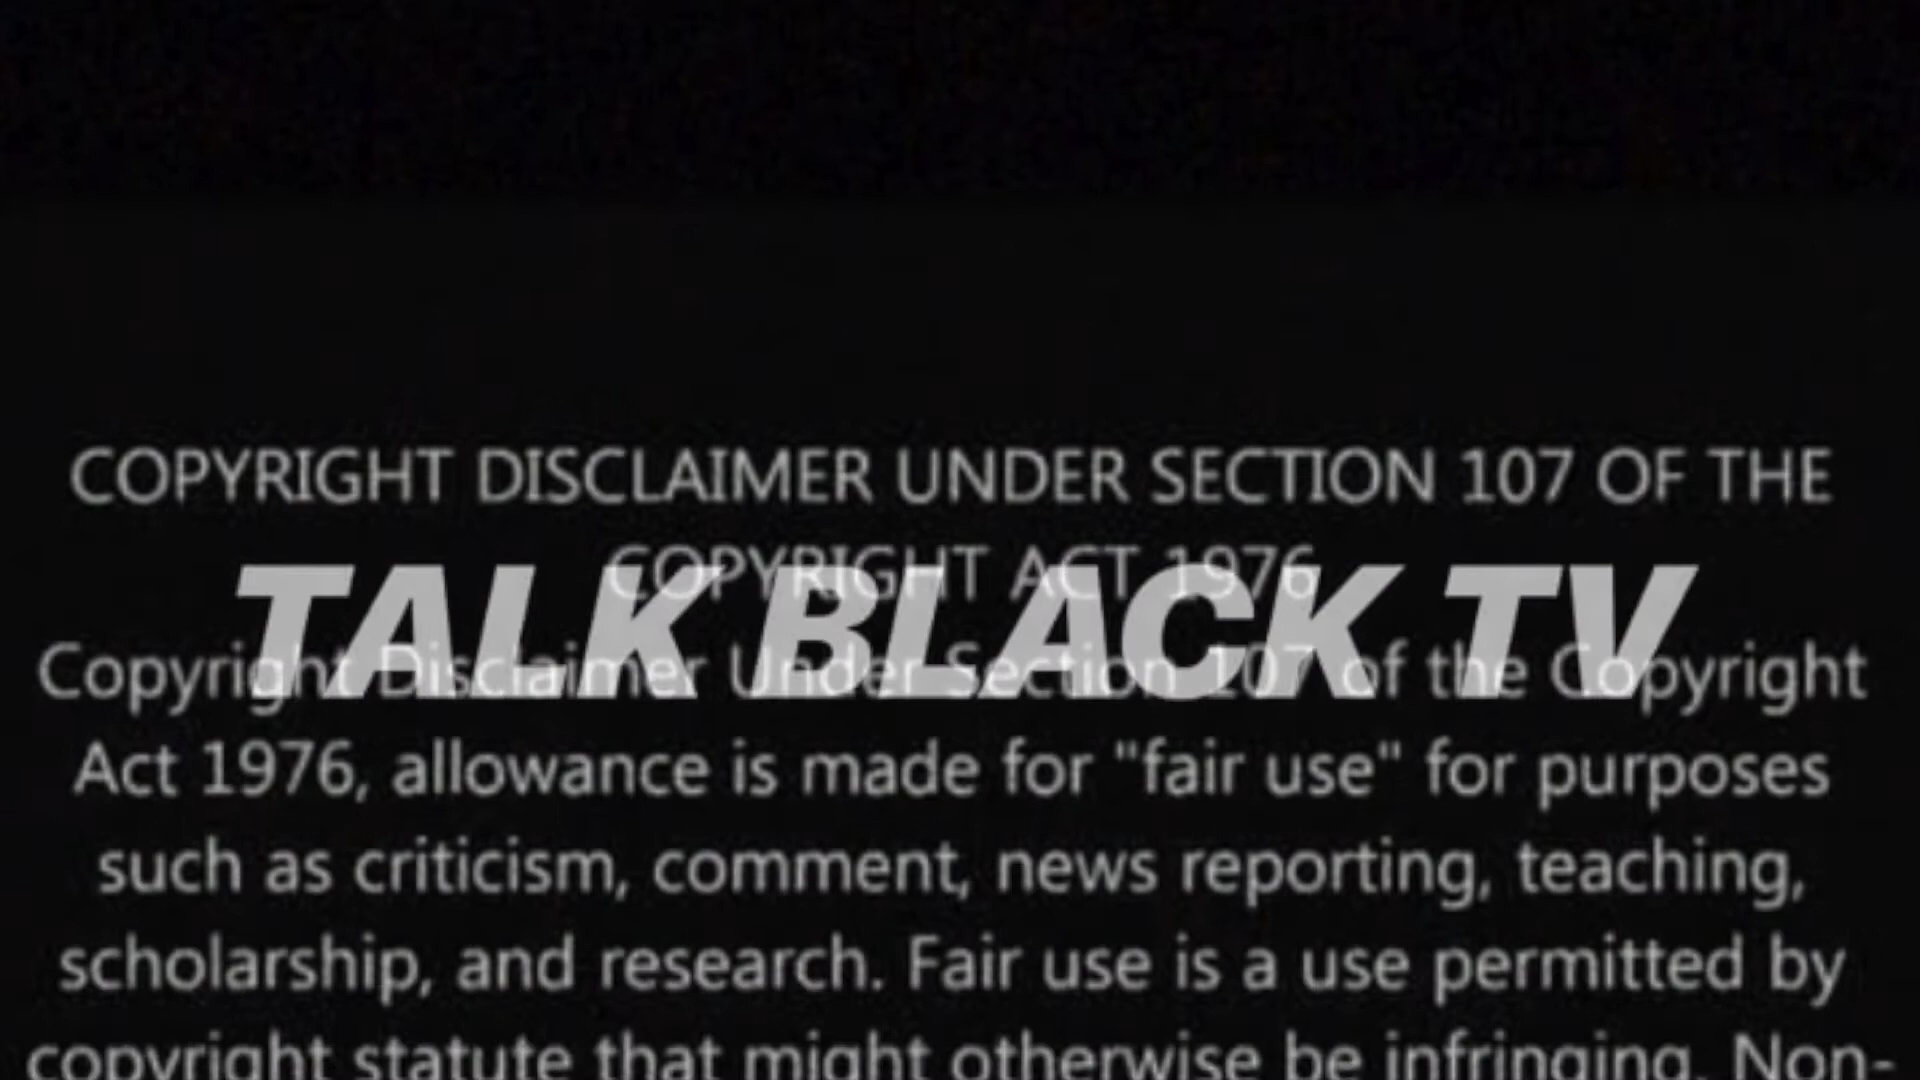 COPYRIGHT DISCLAIMER UNDER SECTION 107 OF THE
COPYRIGHT ACT 1976
TALK BLACK TV
Copyright Disclaimer Under Section 107 of the Copyright
Act 1976, allowance is made for "fair use" for purposes
such as criticism, comment, news reporting, teaching,
scholarship, and research. Fair use is a use permitted by
copyright statute that might otherwise be infringing. Non-